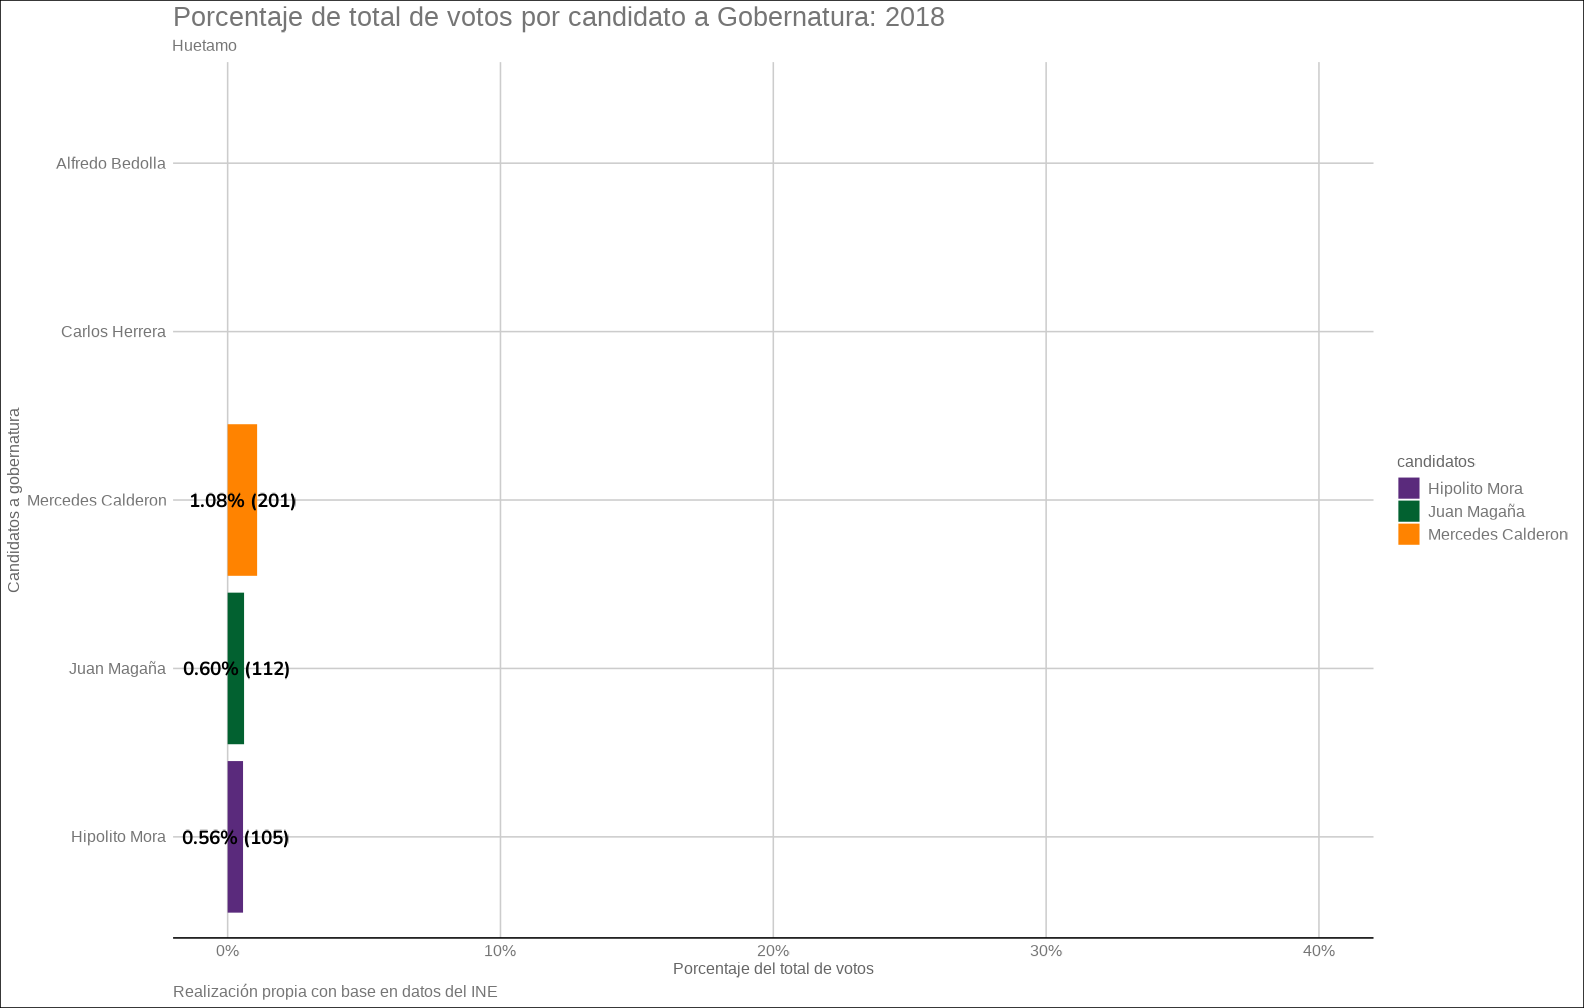 Porcentaje de total de votos por candidato a Gobernatura: 2018
Huetamo
Candidatos a gobernatura
Alfredo Bedolla
Carlos Herrera
Mercedes Calderon
1.08% (201)
Juan Magaña
0.60% (112)
Hipolito Mora
0.56% (105)
0%
10%
20%
30%
40%
Porcentaje del total de votos
candidatos
Hipolito Mora
Juan Magaña
Mercedes Calderon
Realización propia con base en datos del INE